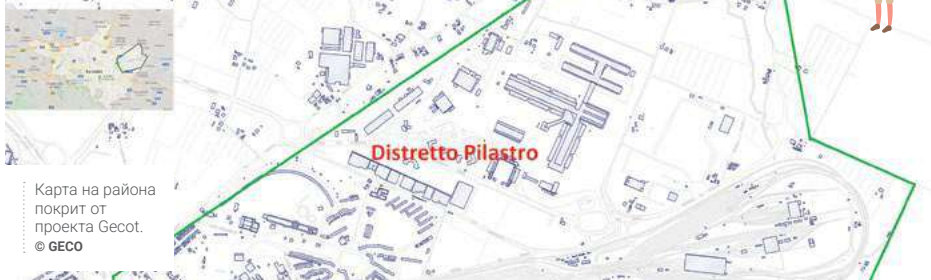 Distretto Pilastro
Карта на района
покрит от
проекта Gecot.
© GECO